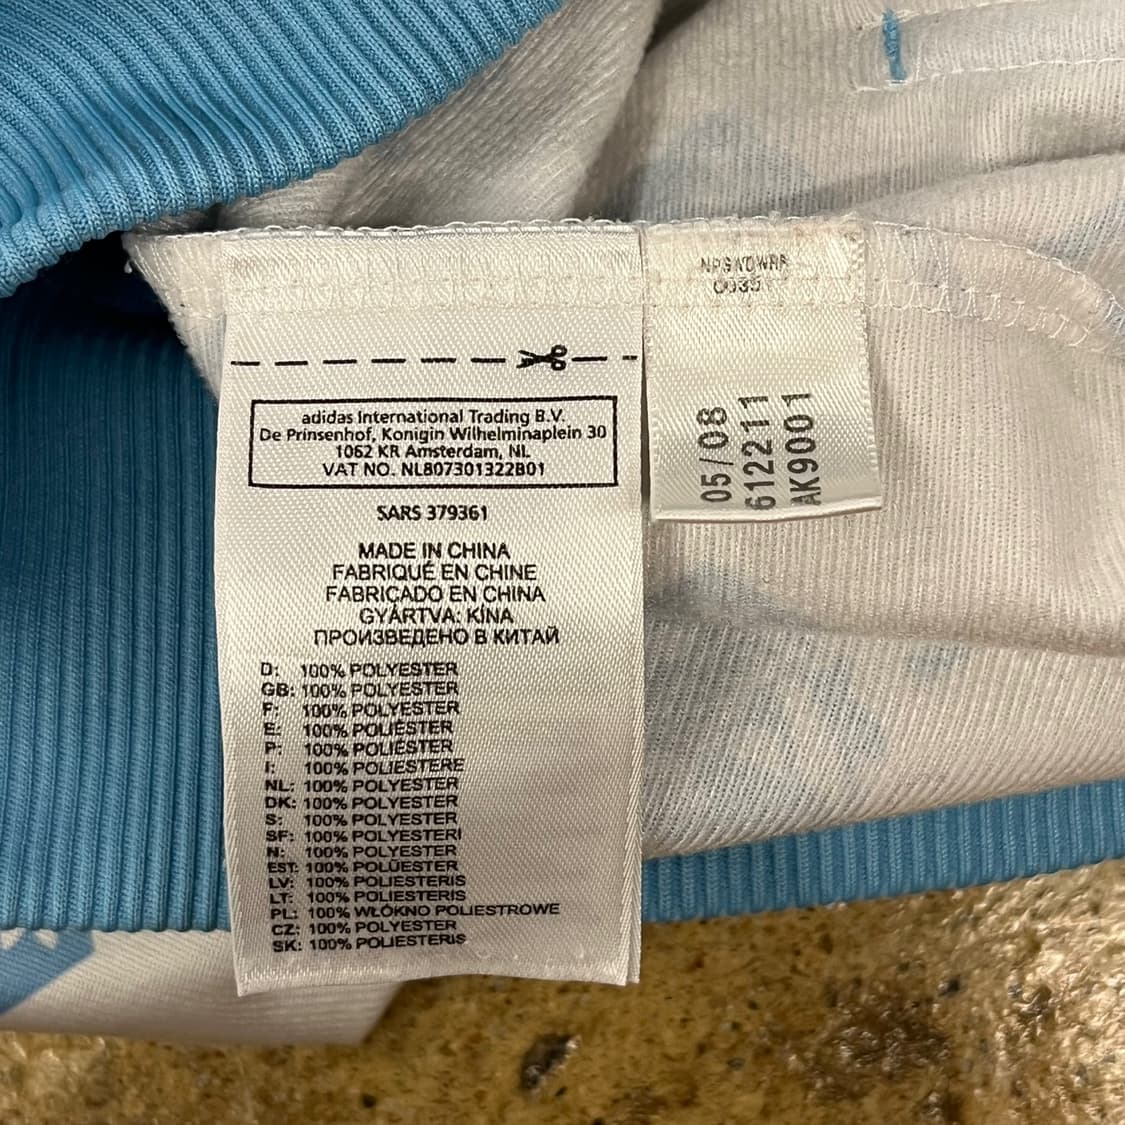 adidas International Trading B.V.
De Prinsenhof, Konigin Wilhelminaplein 30
1062 KR Amsterdam, NL
VAT NO. NL807301322B01
SARS 379361
MADE IN CHINA
FABRIQUÉ EN CHINE
FABRICADO EN CHINA
GYÁRTVA: KÍNA
ПРОИЗВЕДЕНО В КИТАЙ
D: 100% POLYESTER
GB: 100% POLYESTER
F: 100% POLYESTER
E: 100% POLIÉSTER
P: 100% POLIÉSTER
I: 100% POLIESTERE
NL: 100% POLYESTER
DK: 100% POLYESTER
S: 100% POLYESTER
SF: 100% POLYESTERI
N: 100% POLYESTER
EST: 100% POLÜESTER
LV: 100% POLIESTERIS
LT: 100% POLIESTERIS
PL: 100% WŁÓKNO POLIESTROWE
CZ: 100% POLYESTER
SK: 100% POLIESTERIS
05/08
612211
AK9001